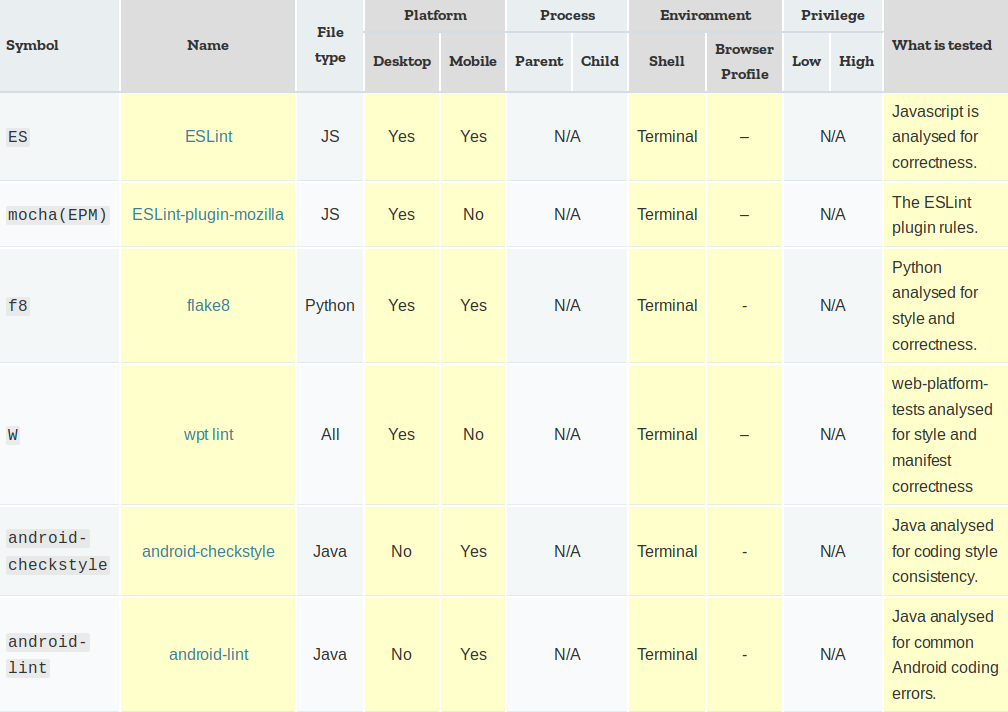 Symbol Name File type Platform Process Environment Privilege What is tested
Desktop Mobile Parent Child Shell Browser Profile Low High
ES ESLint JS Yes Yes N/A Terminal – N/A Javascript is
analysed for
correctness.
mocha(EPM) ESLint-plugin-mozilla JS Yes No N/A Terminal – N/A The ESLint
plugin rules.
f8 flake8 Python Yes Yes N/A Terminal - N/A Python
analysed for
style and
correctness.
W wpt lint All Yes No N/A Terminal – N/A web-platform-
tests analysed
for style and
manifest
correctness
android-
checkstyle android-checkstyle Java No Yes N/A Terminal - N/A Java analysed
for coding style
consistency.
android-
lint android-lint Java No Yes N/A Terminal - N/A Java analysed
for common
Android coding
errors.